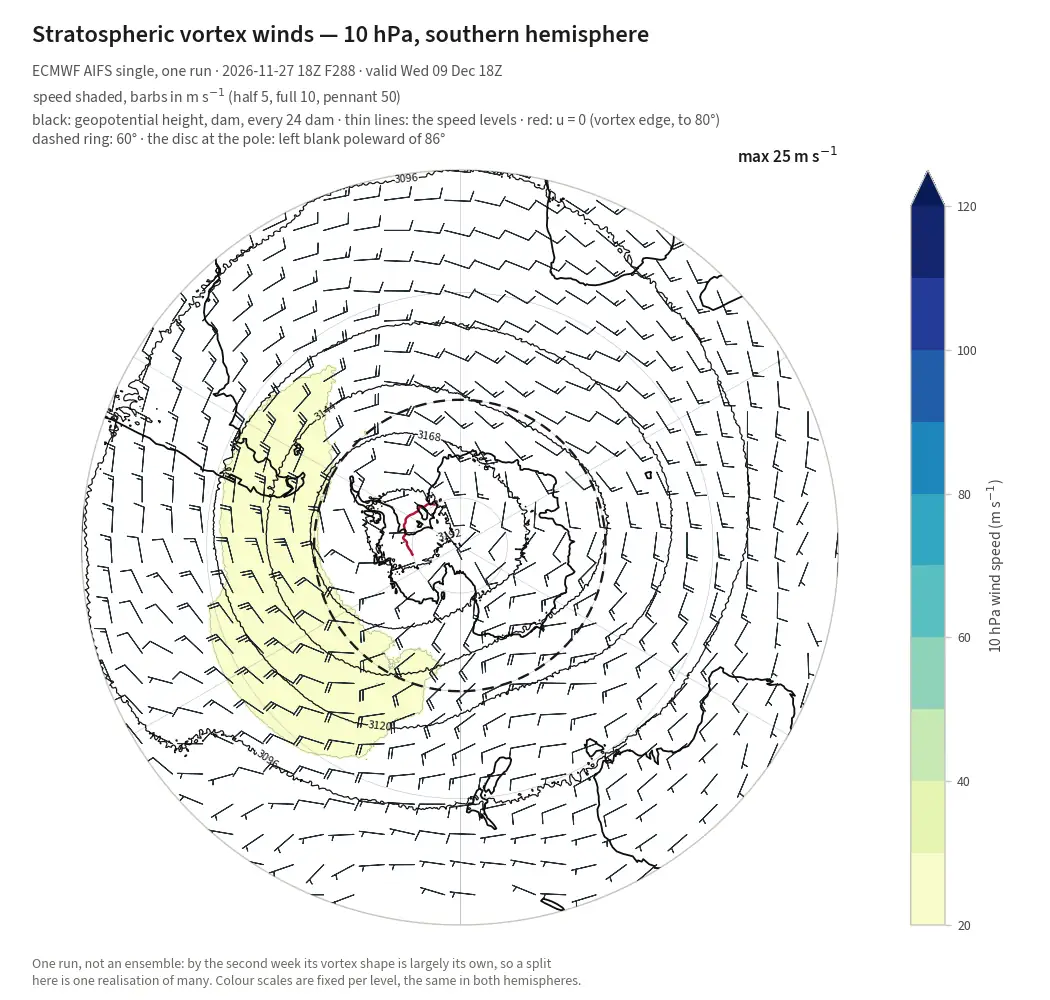 Stratospheric vortex winds — 10 hPa, southern hemisphere
ECMWF AIFS single, one run · 2026-11-27 18Z F288 · valid Wed 09 Dec 18Z
speed shaded, barbs in m s⁻¹ (half 5, full 10, pennant 50)
black: geopotential height, dam, every 24 dam · thin lines: the speed levels · red: u = 0 (vortex edge, to 80°)
dashed ring: 60° · the disc at the pole: left blank poleward of 86°
max 25 m s⁻¹
3096
3144
3168
3192
3120
3096
120
100
80
60
40
20
10 hPa wind speed (m s⁻¹)
One run, not an ensemble: by the second week its vortex shape is largely its own, so a split
here is one realisation of many. Colour scales are fixed per level, the same in both hemispheres.